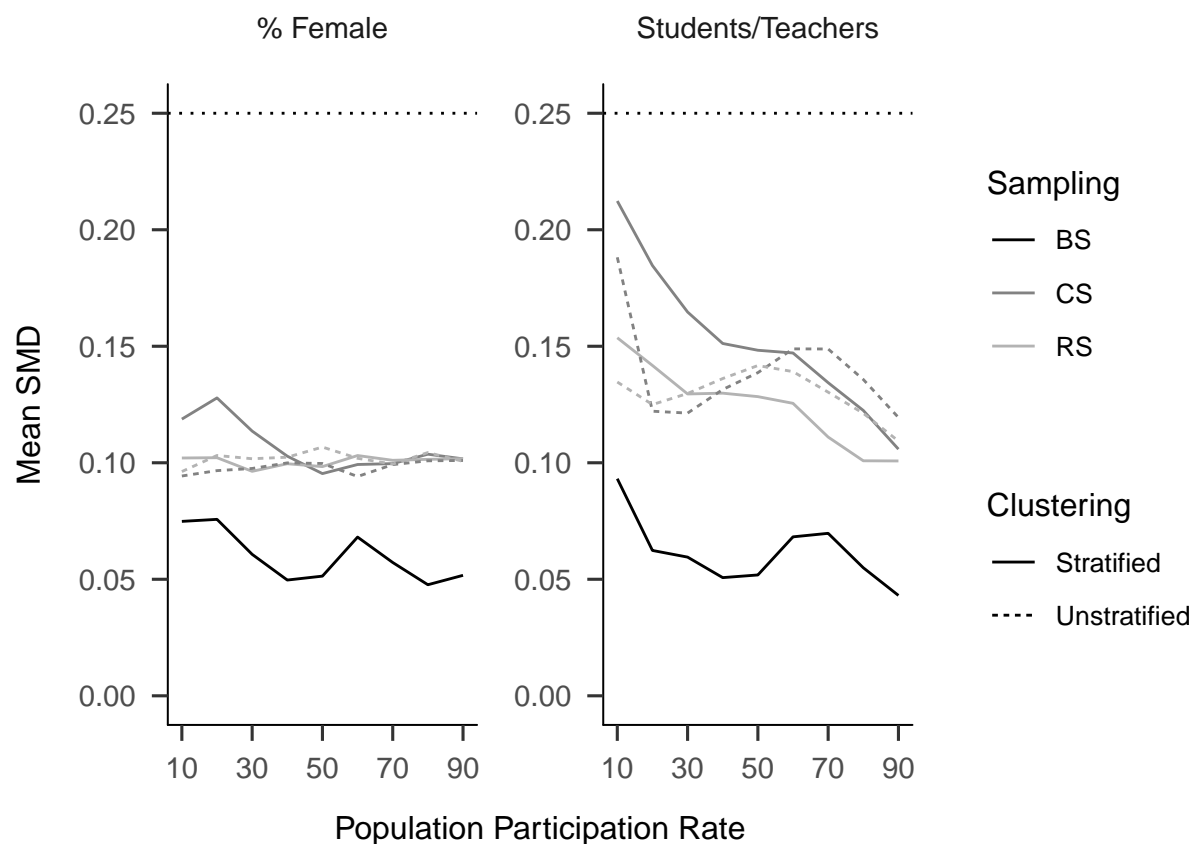 % Female
Students/Teachers
0.25
0.20
0.15
0.10
0.05
0.00
Mean SMD
10 30 50 70 90
0.25
0.20
0.15
0.10
0.05
0.00
10 30 50 70 90
Population Participation Rate
Sampling
BS
CS
RS
Clustering
Stratified
Unstratified